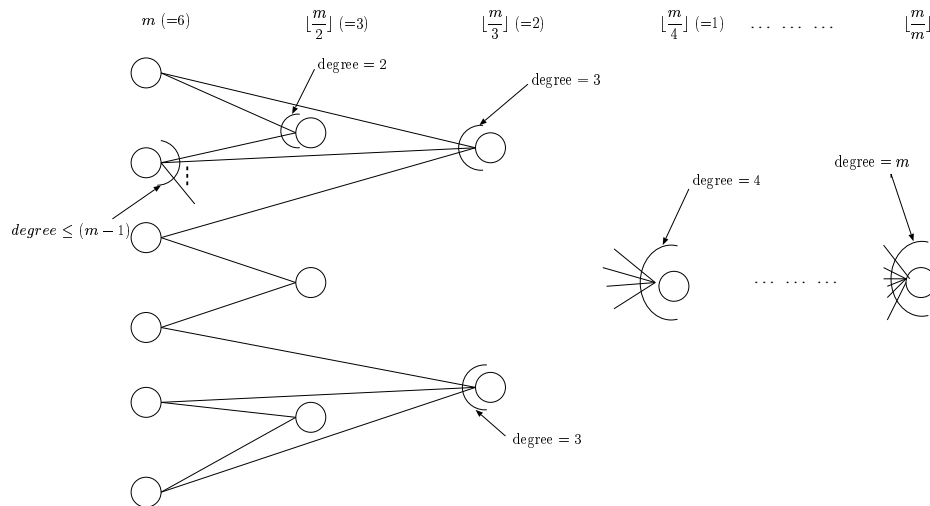 m (=6)
⌊m/2⌋ (=3)
⌊m/3⌋ (=2)
⌊m/4⌋ (=1)
... ... ...
⌊m/m⌋
degree = 2
degree = 3
degree = m
degree = 4
degree ≤ (m − 1)
... ... ...
degree = 3